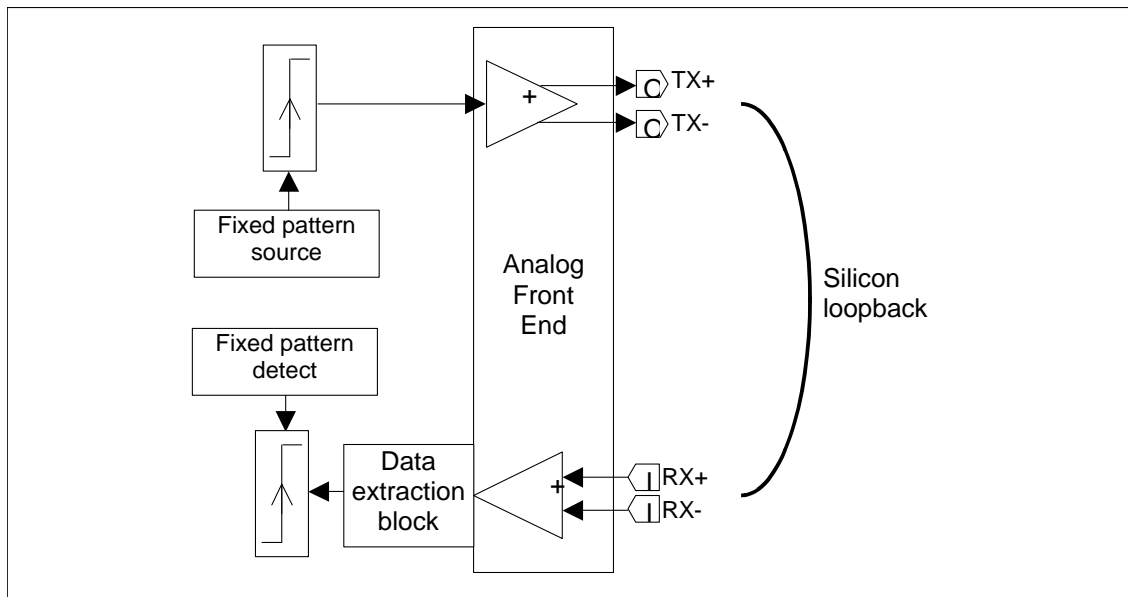 +
O
TX+
O
TX-
Fixed pattern
source
Analog
Front
End
Silicon
loopback
Fixed pattern
detect
Data
extraction
block
+
I
RX+
I
RX-